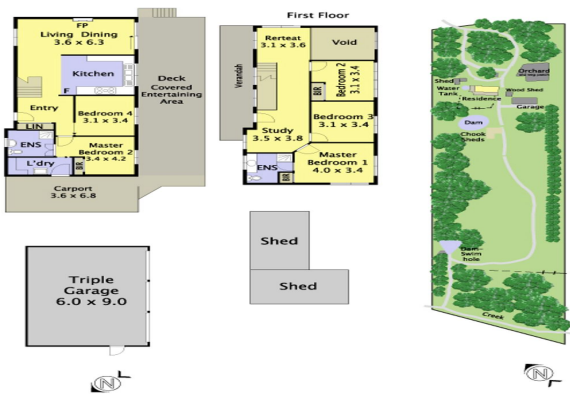 FP
Living Dining
3.6 x 6.3
Kitchen
F
Entry
LIN
Bedroom 4
3.1 x 3.4
ENS
Master
Bedroom 2
3.4 x 4.2
L'dry
BIR
Carport
3.6 x 6.8
Deck
Covered
Entertaining
Area
Triple
Garage
6.0 x 9.0
N
First Floor
Rerteat
3.1 x 3.6
Void
Verandah
BIR
Bedroom 2
3.1 x 3.4
Bedroom 3
3.1 x 3.4
Study
3.5 x 3.8
ENS
BIR
Master
Bedroom 1
4.0 x 3.4
Shed
Shed
Orchard
Shed
Water
Tank
Residence
Wood Shed
Garage
Dam
Chook
Sheds
Dam
Swim
hole
Creek
N